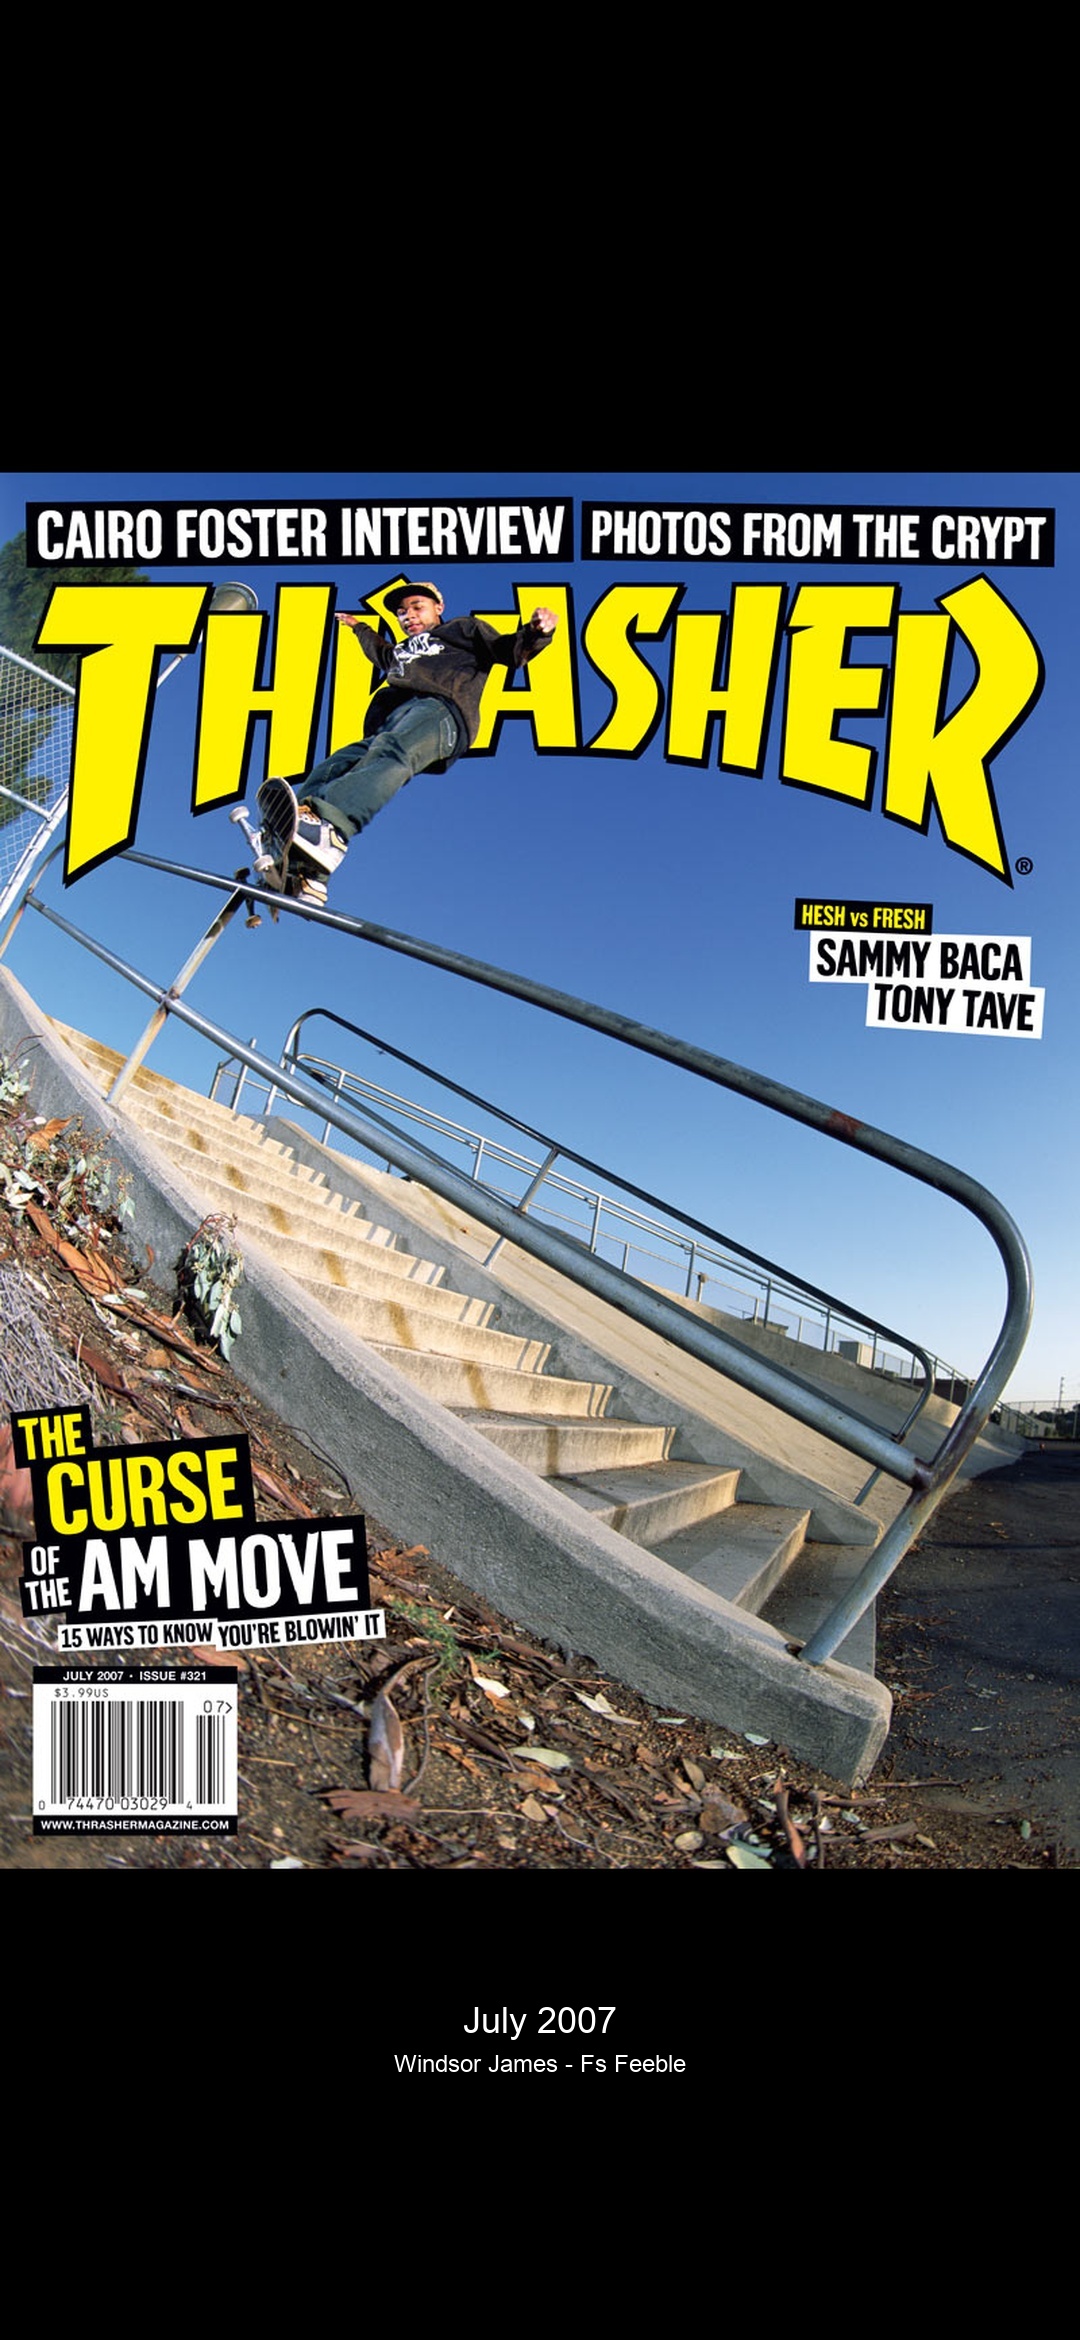 CAIRO FOSTER INTERVIEW
PHOTOS FROM THE CRYPT
THRASHER
®
HESH vs FRESH
SAMMY BACA
TONY TAVE
THE
CURSE
OF THE AM MOVE
15 WAYS TO KNOW YOU'RE BLOWIN' IT
JULY 2007 • ISSUE #321
$3.99US
07>
0 74470 03029 4
WWW.THRASHERMAGAZINE.COM
July 2007
Windsor James - Fs Feeble